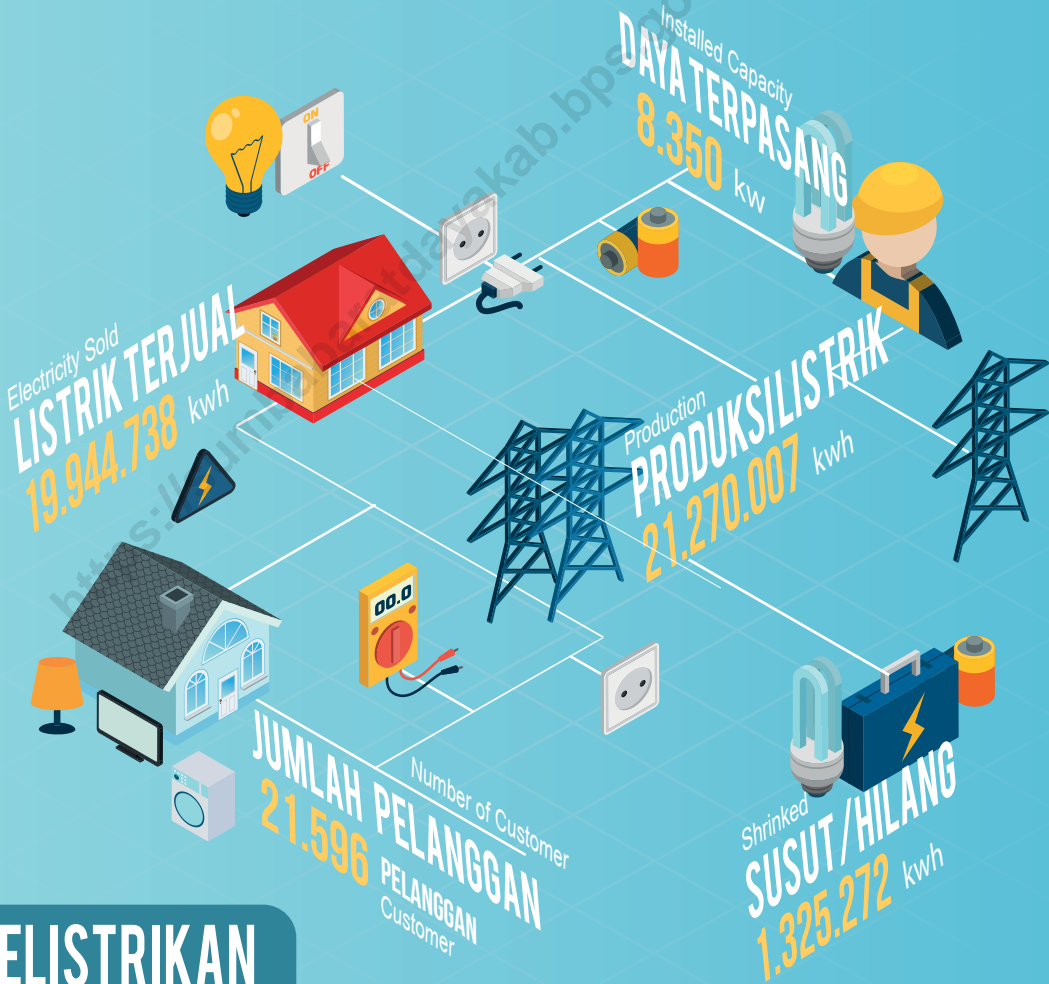 Installed Capacity
DAYA TERPASANG
8.350 kw
ON
OFF
Electricity Sold
LISTRIK TERJUAL
19.944.738 kwh
Production
PRODUKSI LISTRIK
21.270.007 kwh
00.0
Number of Customer
JUMLAH PELANGGAN
21.596 PELANGGAN
Customer
Shrinked
SUSUT/HILANG
1.325.272 kwh
ELISTRIKAN